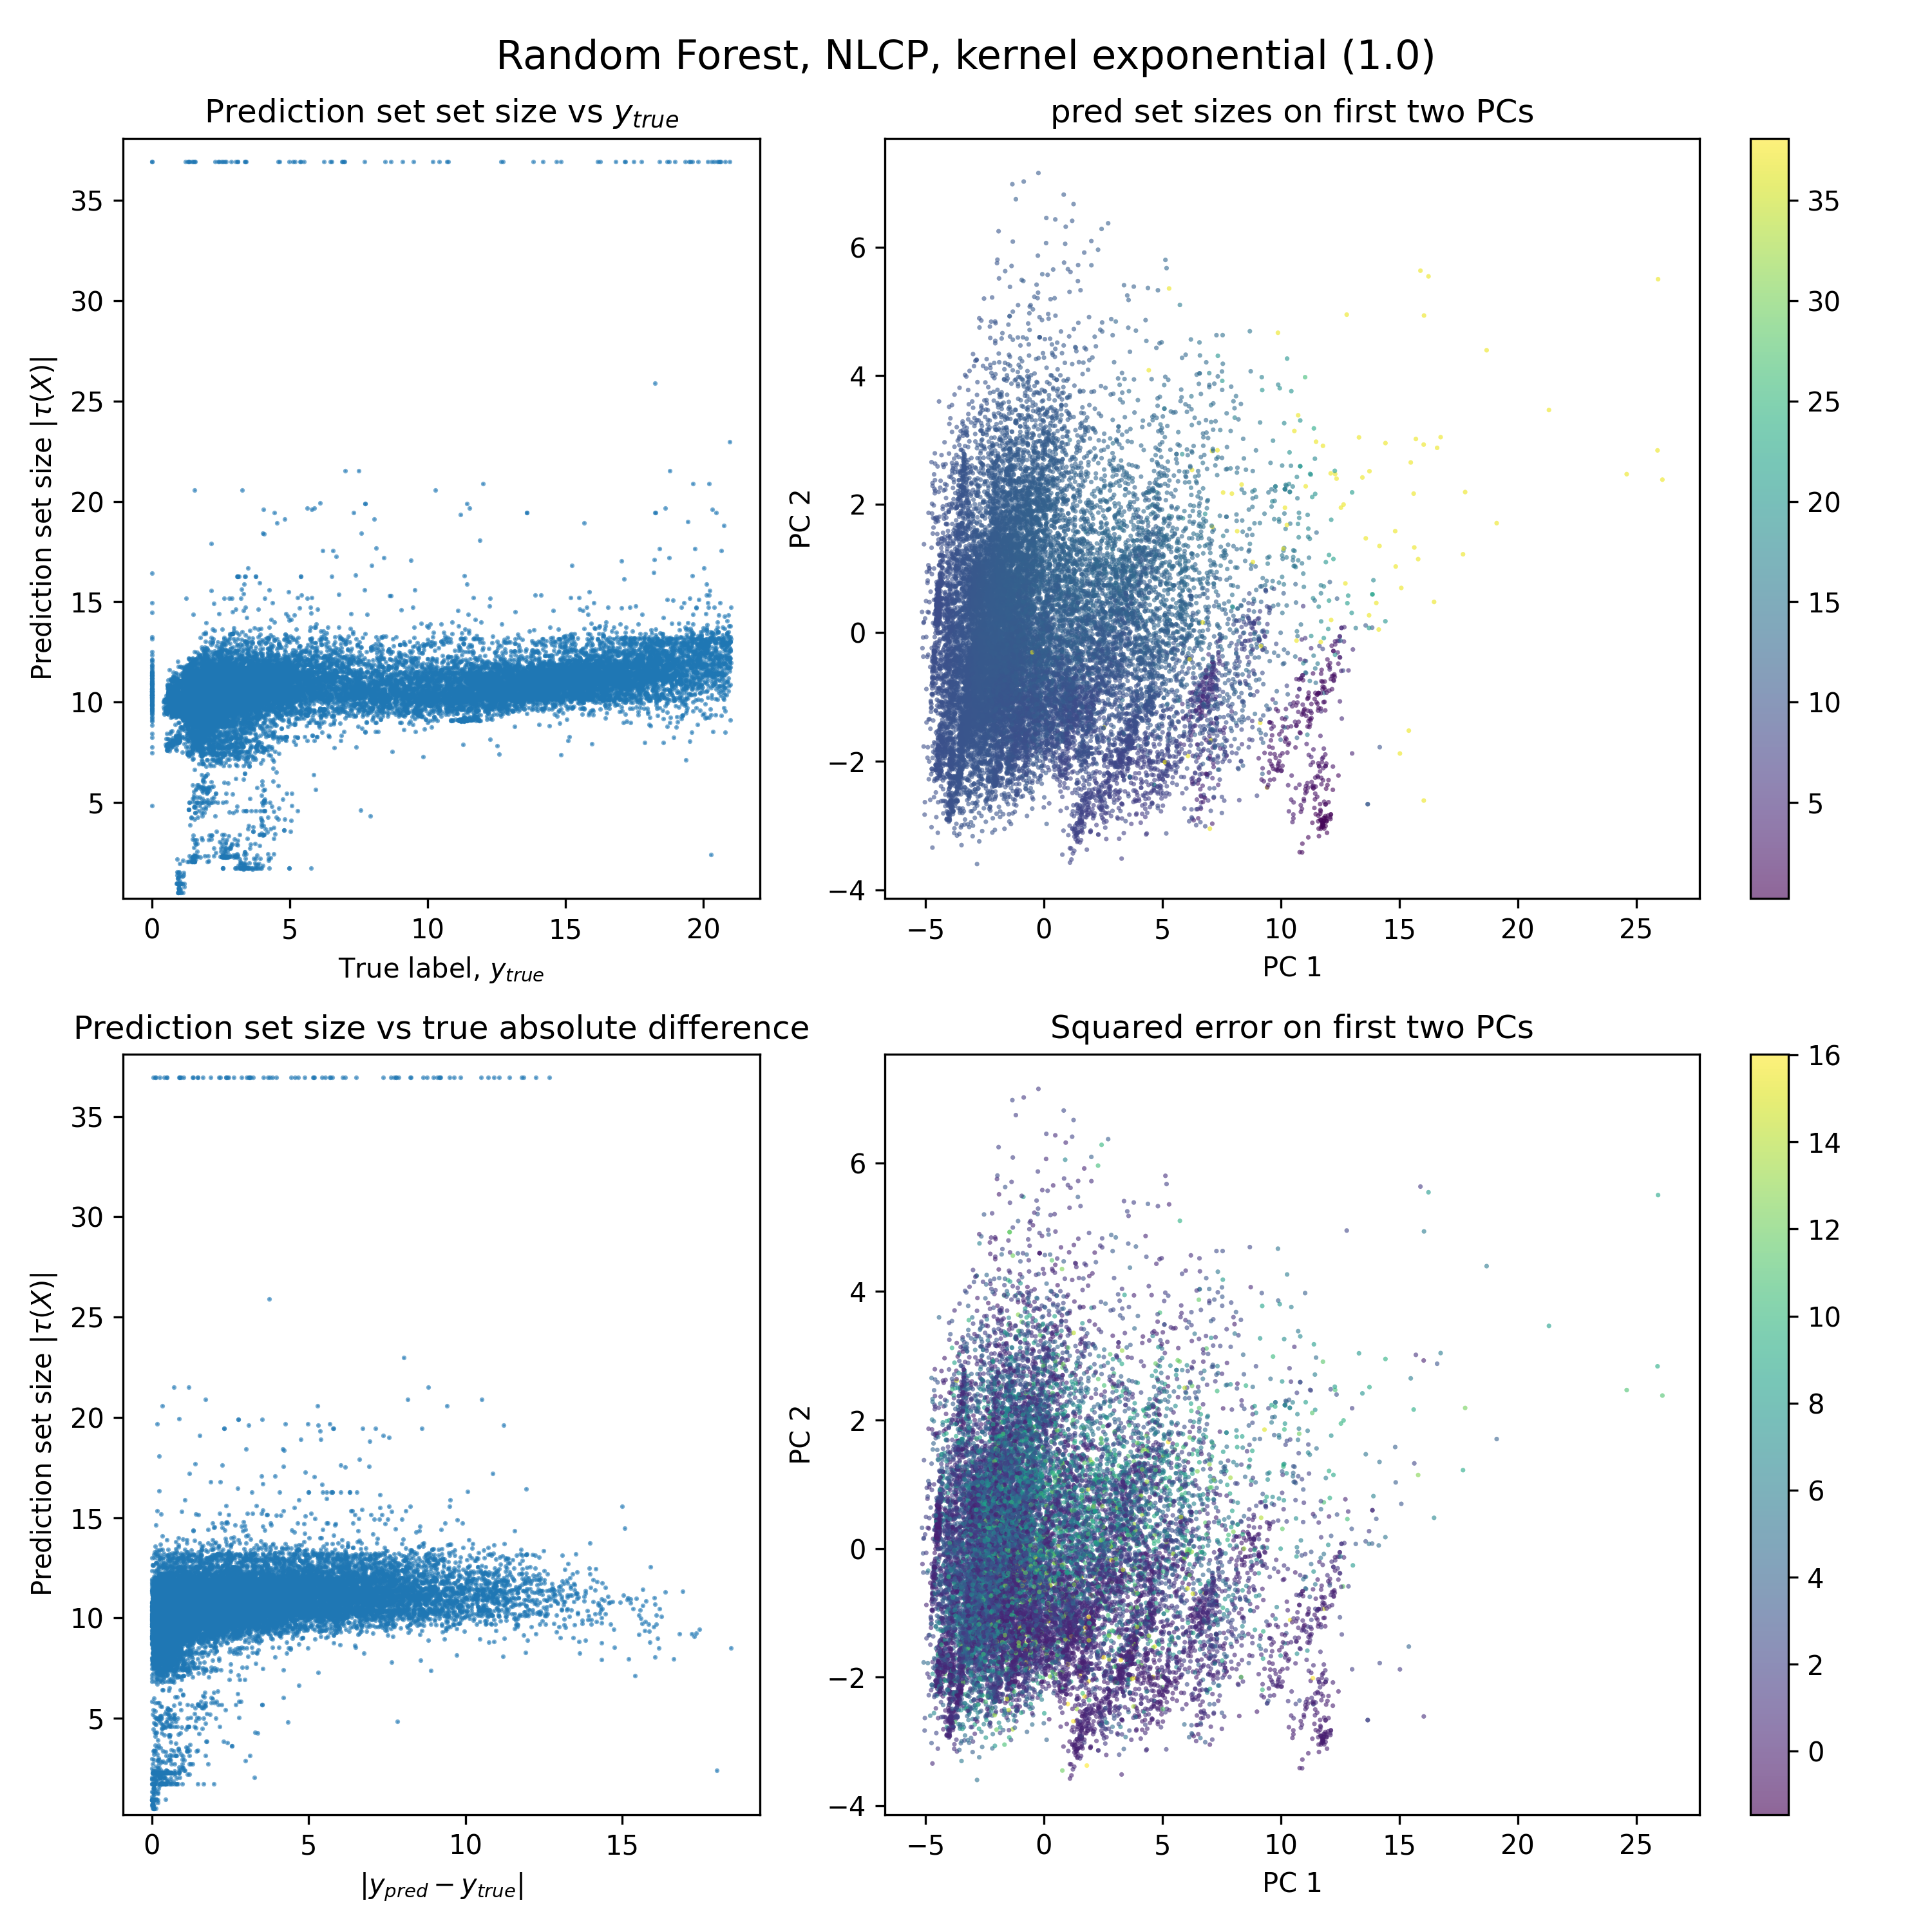 Random Forest, NLCP, kernel exponential (1.0)
Prediction set set size vs y_true
Prediction set size |τ(X)|
35
30
25
20
15
10
5
0 5 10 15 20
True label, y_true
pred set sizes on first two PCs
PC 2
6
4
2
0
−2
−4
−5 0 5 10 15 20 25
PC 1
35
30
25
20
15
10
5
Prediction set size vs true absolute difference
Prediction set size |τ(X)|
35
30
25
20
15
10
5
0 5 10 15
|y_pred − y_true|
Squared error on first two PCs
PC 2
6
4
2
0
−2
−4
−5 0 5 10 15 20 25
PC 1
16
14
12
10
8
6
4
2
0